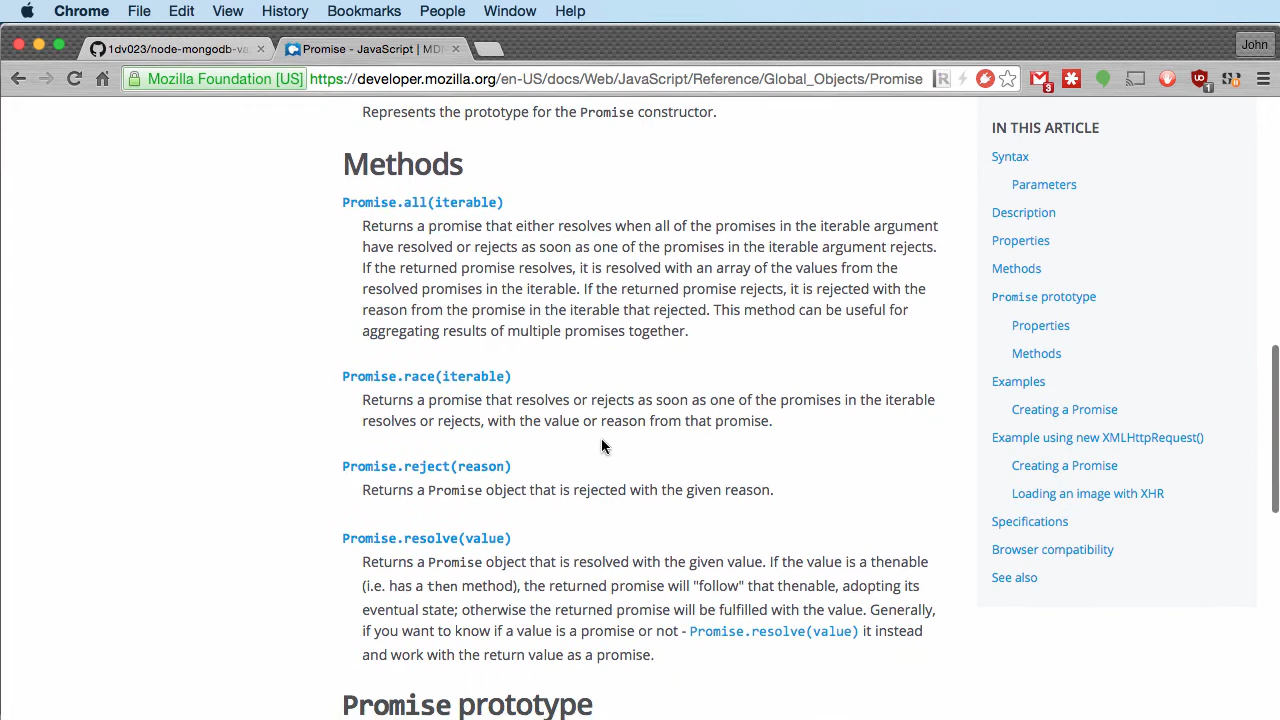 Chrome File Edit View History Bookmarks People Window Help
1dv023/node-mongodb-va
Promise - JavaScript | MD
John
Mozilla Foundation [US] https://developer.mozilla.org/en-US/docs/Web/JavaScript/Reference/Global_Objects/Promise
3
1
Represents the prototype for the Promise constructor.
Methods
Promise.all(iterable)
Returns a promise that either resolves when all of the promises in the iterable argument
have resolved or rejects as soon as one of the promises in the iterable argument rejects.
If the returned promise resolves, it is resolved with an array of the values from the
resolved promises in the iterable. If the returned promise rejects, it is rejected with the
reason from the promise in the iterable that rejected. This method can be useful for
aggregating results of multiple promises together.
Promise.race(iterable)
Returns a promise that resolves or rejects as soon as one of the promises in the iterable
resolves or rejects, with the value or reason from that promise.
Promise.reject(reason)
Returns a Promise object that is rejected with the given reason.
Promise.resolve(value)
Returns a Promise object that is resolved with the given value. If the value is a thenable
(i.e. has a then method), the returned promise will "follow" that thenable, adopting its
eventual state; otherwise the returned promise will be fulfilled with the value. Generally,
if you want to know if a value is a promise or not - Promise.resolve(value) it instead
and work with the return value as a promise.
Promise prototype
IN THIS ARTICLE
Syntax
Parameters
Description
Properties
Methods
Promise prototype
Properties
Methods
Examples
Creating a Promise
Example using new XMLHttpRequest()
Creating a Promise
Loading an image with XHR
Specifications
Browser compatibility
See also